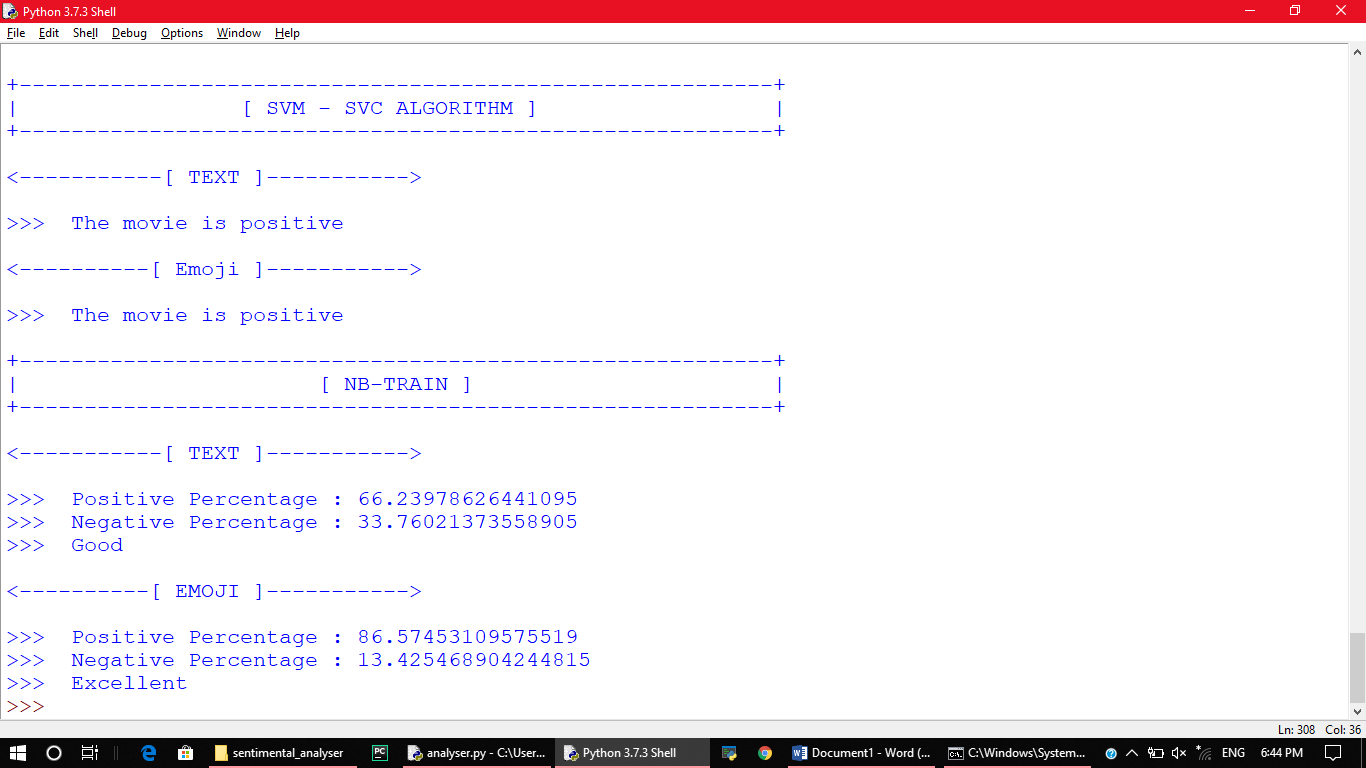 Python 3.7.3 Shell
File Edit Shell Debug Options Window Help
+----------------------------------------------------------+
| [ SVM - SVC ALGORITHM ] |
+----------------------------------------------------------+
<-----------[ TEXT ]----------->
>>> The movie is positive
<----------[ Emoji ]----------->
>>> The movie is positive
+----------------------------------------------------------+
| [ NB-TRAIN ] |
+----------------------------------------------------------+
<-----------[ TEXT ]----------->
>>> Positive Percentage : 66.23978626441095
>>> Negative Percentage : 33.76021373558905
>>> Good
<----------[ EMOJI ]----------->
>>> Positive Percentage : 86.57453109575519
>>> Negative Percentage : 13.425468904244815
>>> Excellent
>>>
Ln: 308 Col: 36
sentimental_analyser PC analyser.py - C:\User... Python 3.7.3 Shell Document1 - Word (... C:\Windows\System... ENG 6:44 PM